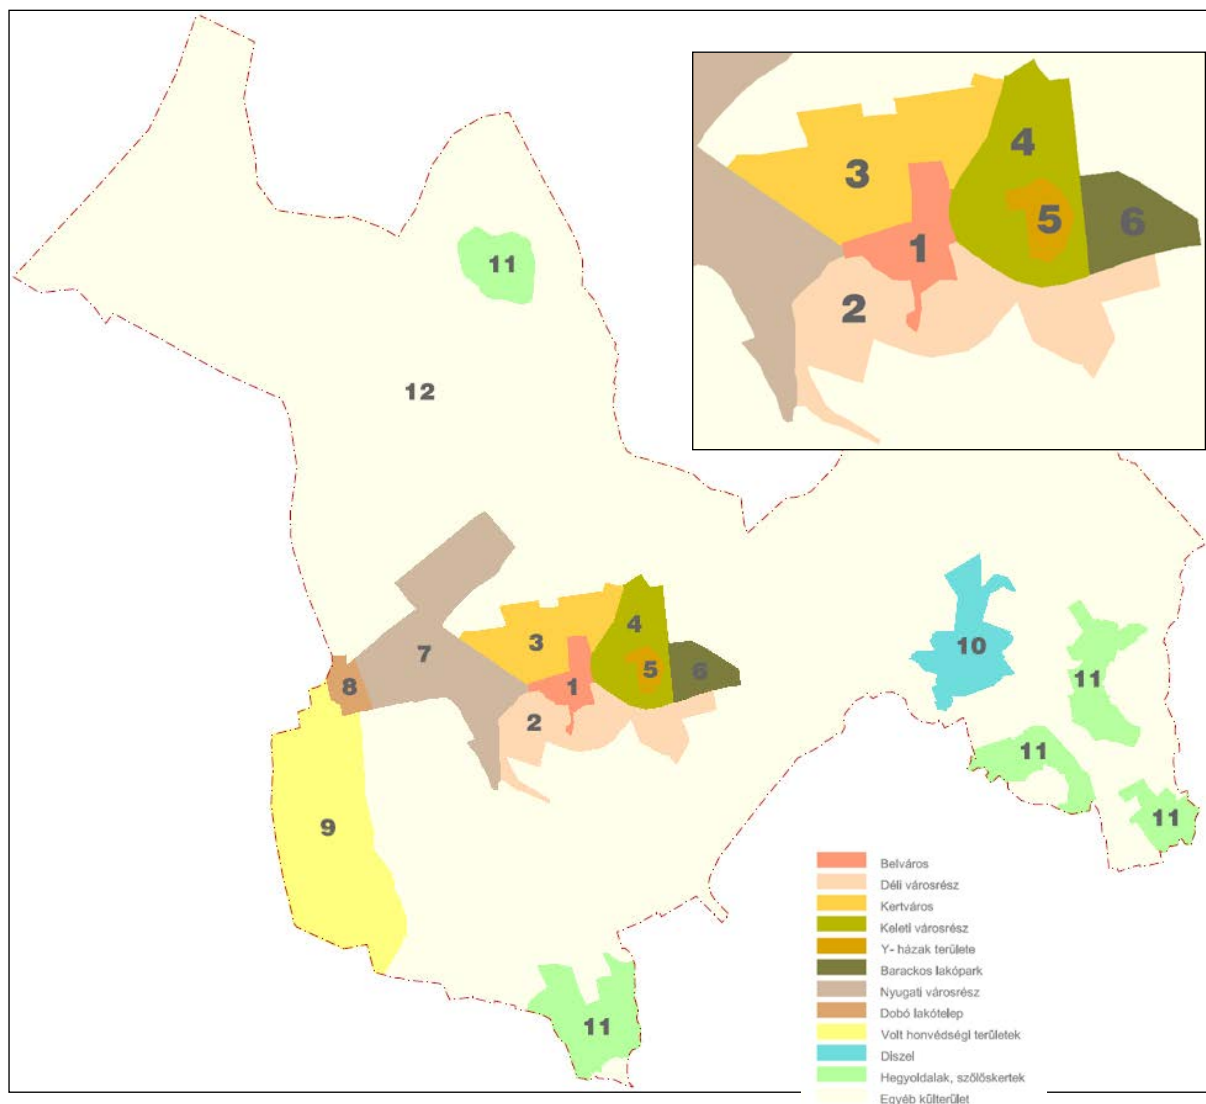 4
3
5
6
1
2
11
12
4
3
7
5
6
10
8
1
11
2
11
11
9
11
Belváros
Déli városrész
Kertváros
Keleti városrész
Y- házak területe
Barackos lakópark
Nyugati városrész
Dobó lakótelep
Volt honvédségi területek
Diszel
Hegyoldalak, szőlőskertek
Egyéb külterület